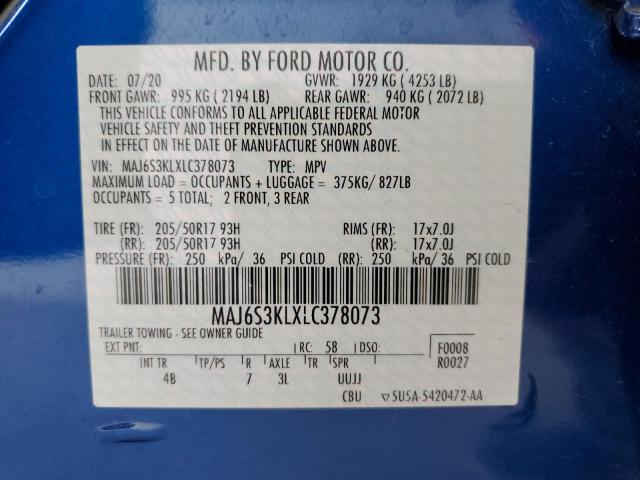 MFD. BY FORD MOTOR CO.
DATE: 07/20 GVWR: 1929 KG ( 4253 LB)
FRONT GAWR: 995 KG ( 2194 LB) REAR GAWR: 940 KG ( 2072 LB)
THIS VEHICLE CONFORMS TO ALL APPLICABLE FEDERAL MOTOR
VEHICLE SAFETY AND THEFT PREVENTION STANDARDS
IN EFFECT ON THE DATE OF MANUFACTURE SHOWN ABOVE.
VIN: MAJ6S3KLXLC378073 TYPE: MPV
MAXIMUM LOAD = OCCUPANTS + LUGGAGE = 375KG/ 827LB
OCCUPANTS = 5 TOTAL; 2 FRONT, 3 REAR
TIRE (FR): 205/50R17 93H RIMS (FR): 17x7.0J
(RR): 205/50R17 93H (RR): 17x7.0J
PRESSURE (FR): 250 kPa/ 36 PSI COLD (RR): 250 kPa/ 36 PSI COLD
MAJ6S3KLXLC378073
TRAILER TOWING - SEE OWNER GUIDE
EXT PNT: RC: 58 DSO: F0008
INT TR TP/PS R AXLE TR SPR R0027
4B 7 3L UUJJ
CBU ▽5U5A-5420472-AA